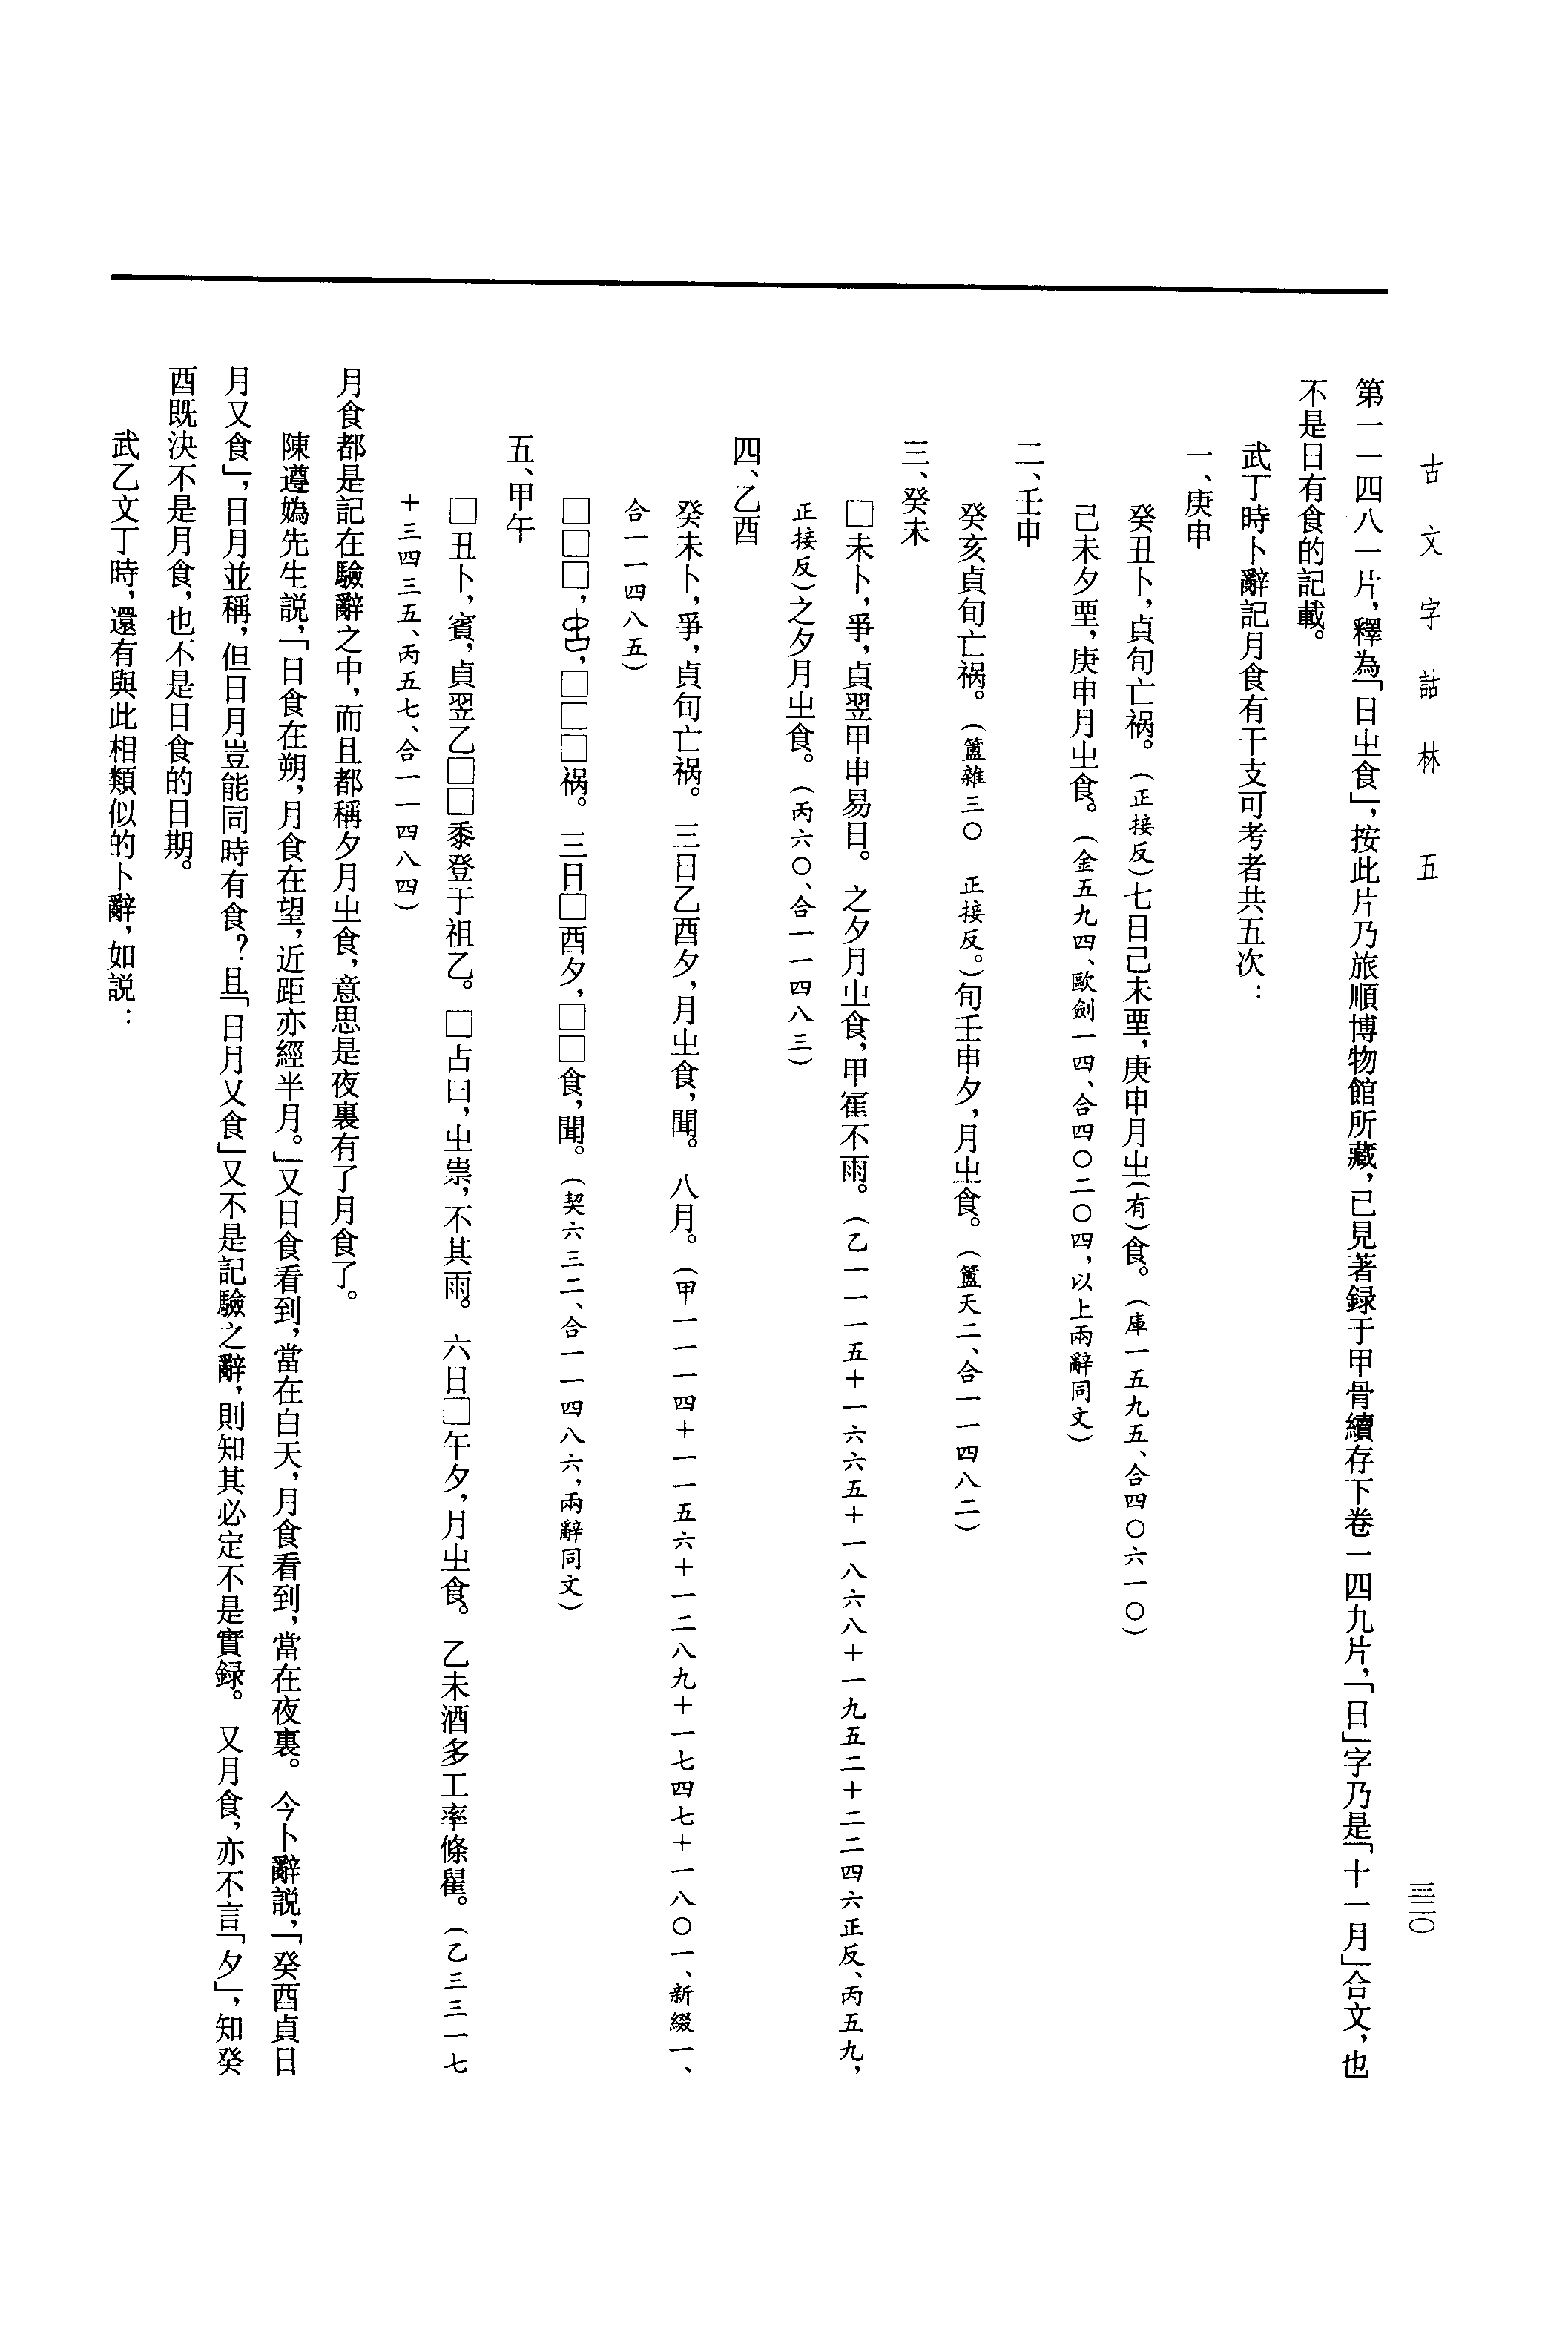 古文字詁林 五
三三〇
第一一四八一片，釋為「日㞢食」，按此片乃旅順博物館所藏，已見著録于甲骨續存下卷一四九片，「日」字乃是「十一月」合文，也
不是日有食的記載。
武丁時卜辭記月食有干支可考者共五次：
一、庚申
癸丑卜，貞旬亡祸。（正接反）七日己未㽙，庚申月㞢（有）食。（庫一五九五、合四〇六一〇）
己未夕㽙，庚申月㞢食。（金五九四、歐劍一四、合四〇二〇四，以上兩辭同文）
二、壬申
癸亥貞旬亡祸。（簠雜三〇　正接反。）旬壬申夕，月㞢食。（簠天二、合一一四八二）
三、癸未
□未卜，爭，貞翌甲申易日。之夕月㞢食，甲隺不雨。（乙一一一五＋一六六五＋一八六八＋一九五二＋二二四六正反、丙五九，
正接反）之夕月㞢食。（丙六〇、合一一四八三）
四、乙酉
癸未卜，爭，貞旬亡祸。三日乙酉夕，月㞢食，聞。八月。（甲一一一四＋一一五六＋一二八九＋一七四七＋一八〇一、新綴一、
合一一四八五）
□□□，，□□□祸。三日□酉夕，□□食，聞。（契六三二、合一一四八六，兩辭同文）
五、甲午
□丑卜，賓，貞翌乙□□黍登于祖乙。□占曰，㞢祟，不其雨。六日□午夕，月㞢食。乙未酒多工率條。（乙三三一七
＋三四三五、丙五七、合一一四八四）
月食都是記在驗辭之中，而且都稱夕月㞢食，意思是夜裏有了月食了。
陳遵媯先生説，「日食在朔，月食在望，近距亦經半月。」又日食看到，當在白天，月食看到，當在夜裏。今卜辭説，「癸酉貞日
月又食」，日月並稱，但日月豈能同時有食？且「日月又食」又不是記驗之辭，則知其必定不是實録。又月食，亦不言「夕」，知癸
酉既決不是月食，也不是日食的日期。
武乙文丁時，還有與此相類似的卜辭，如説：